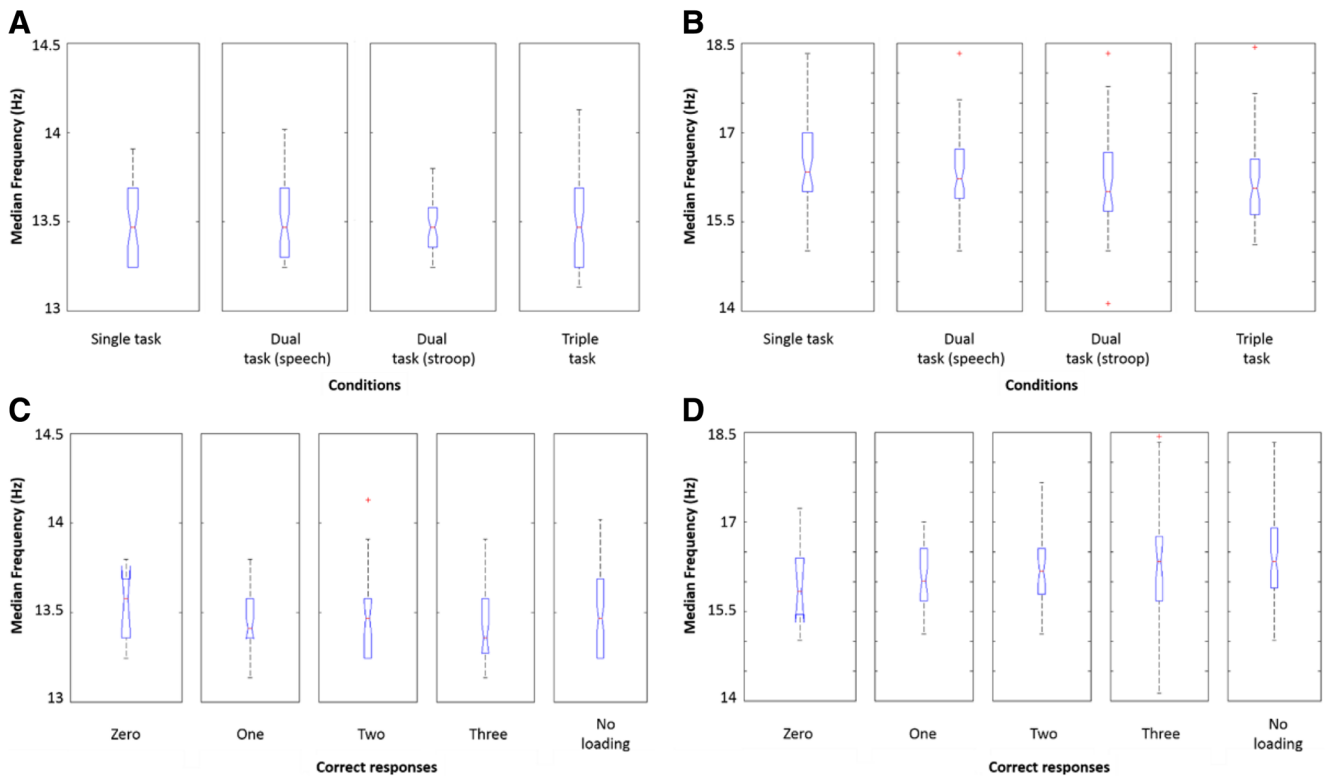 A
14.5
14
13.5
13
Median Frequency (Hz)
Single task
Dual
task (speech)
Dual
task (stroop)
Triple
task
Conditions
B
18.5
17
15.5
14
Median Frequency (Hz)
Single task
Dual
task (speech)
Dual
task (stroop)
Triple
task
Conditions
C
14.5
14
13.5
13
Median Frequency (Hz)
Zero
One
Two
Three
No
loading
Correct responses
D
18.5
17
15.5
14
Median Frequency (Hz)
Zero
One
Two
Three
No
loading
Correct responses